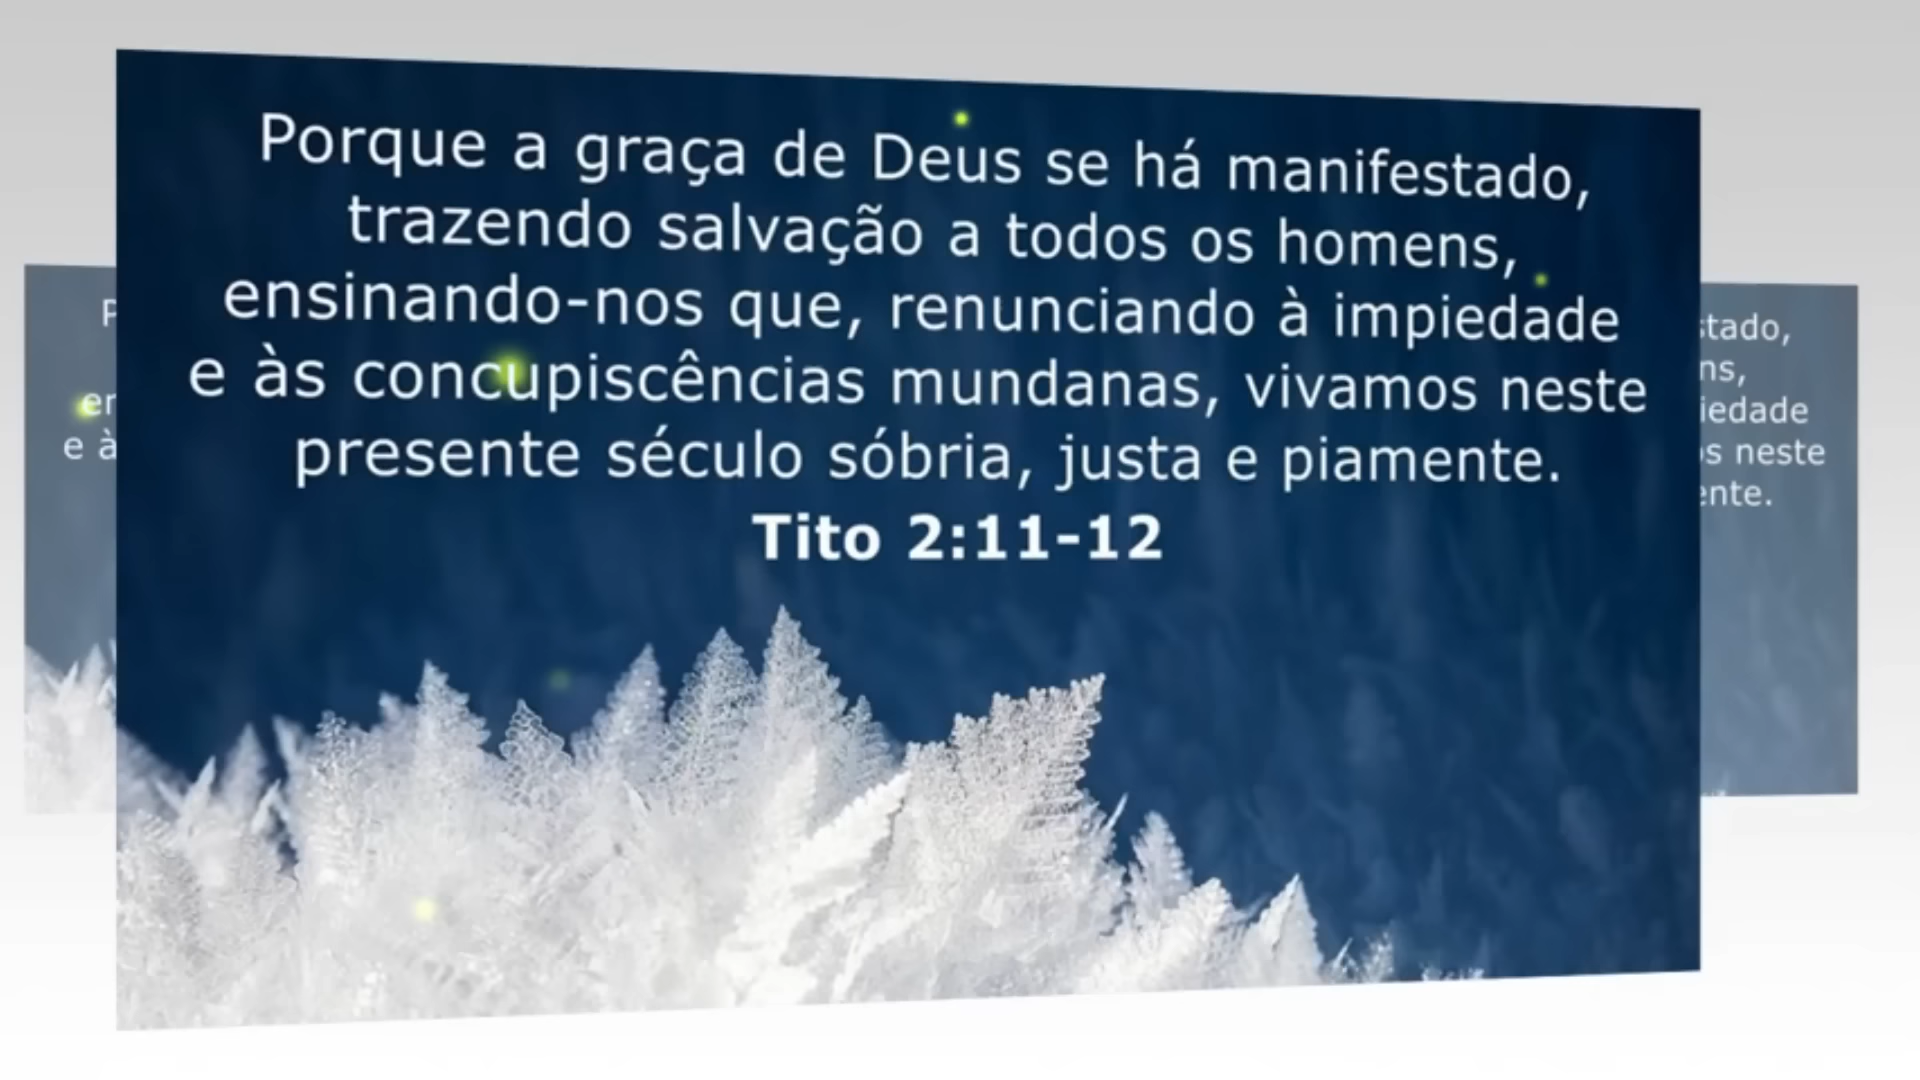 Porque a graça de Deus se há manifestado,
trazendo salvação a todos os homens,
ensinando-nos que, renunciando à impiedade
e às concupiscências mundanas, vivamos neste
presente século sóbria, justa e piamente.
Tito 2:11-12
e
neste